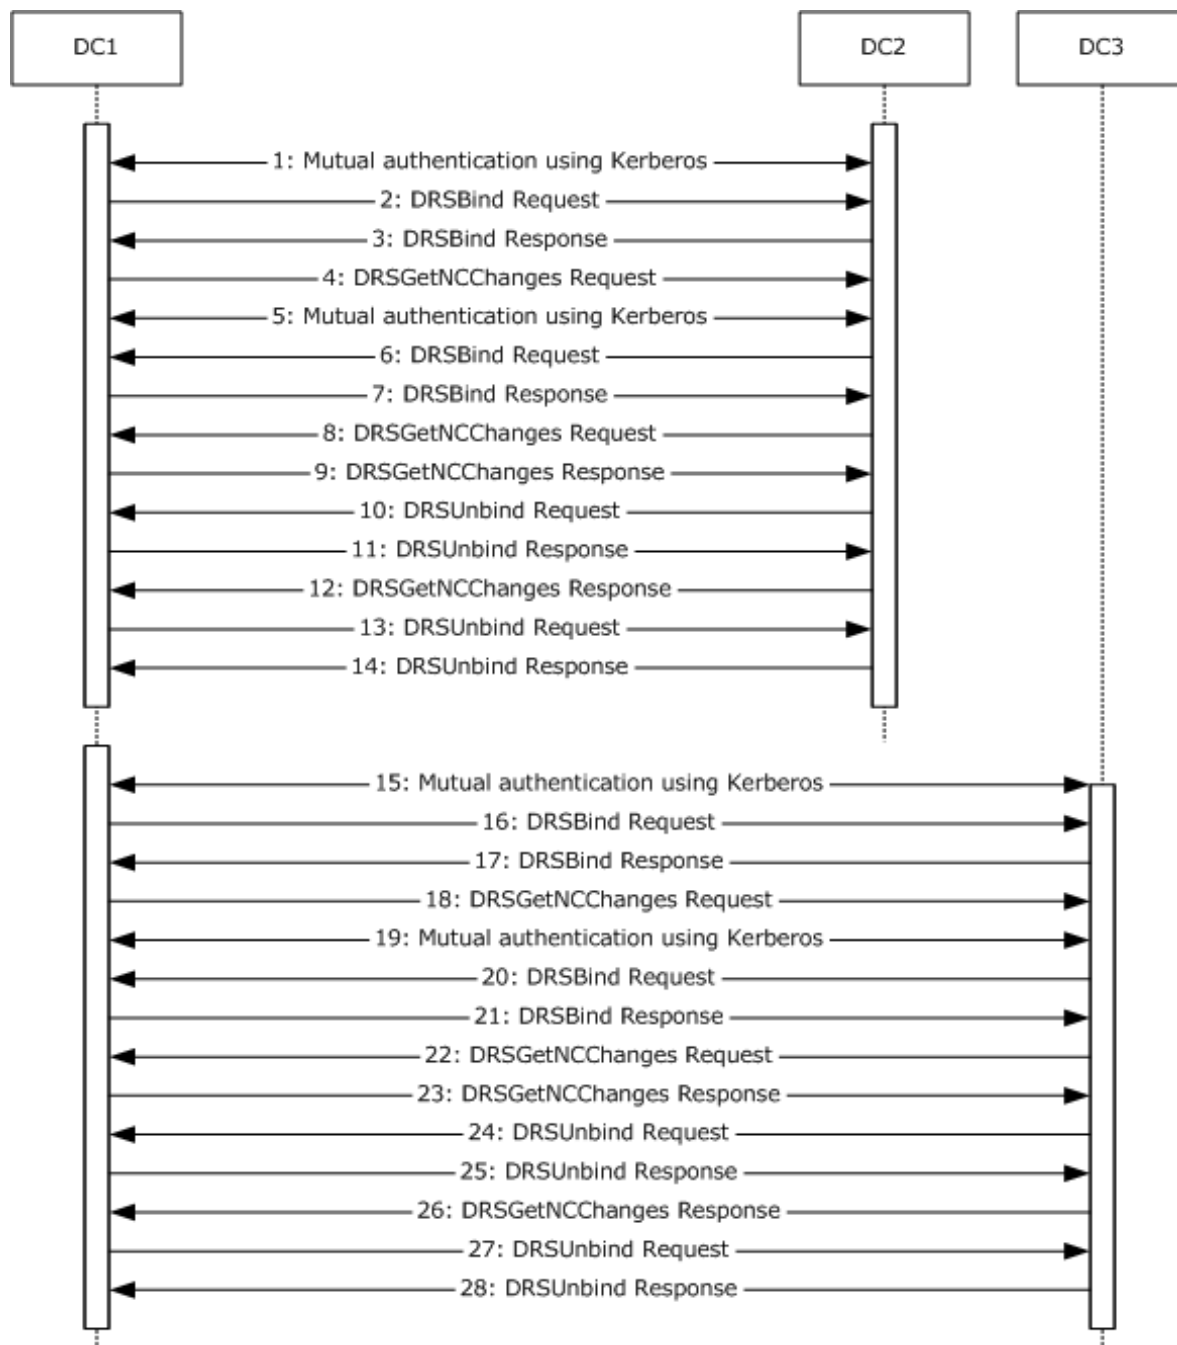 DC1
DC2
DC3
1: Mutual authentication using Kerberos
2: DRSBind Request
3: DRSBind Response
4: DRSGetNCChanges Request
5: Mutual authentication using Kerberos
6: DRSBind Request
7: DRSBind Response
8: DRSGetNCChanges Request
9: DRSGetNCChanges Response
10: DRSUnbind Request
11: DRSUnbind Response
12: DRSGetNCChanges Response
13: DRSUnbind Request
14: DRSUnbind Response
15: Mutual authentication using Kerberos
16: DRSBind Request
17: DRSBind Response
18: DRSGetNCChanges Request
19: Mutual authentication using Kerberos
20: DRSBind Request
21: DRSBind Response
22: DRSGetNCChanges Request
23: DRSGetNCChanges Response
24: DRSUnbind Request
25: DRSUnbind Response
26: DRSGetNCChanges Response
27: DRSUnbind Request
28: DRSUnbind Response